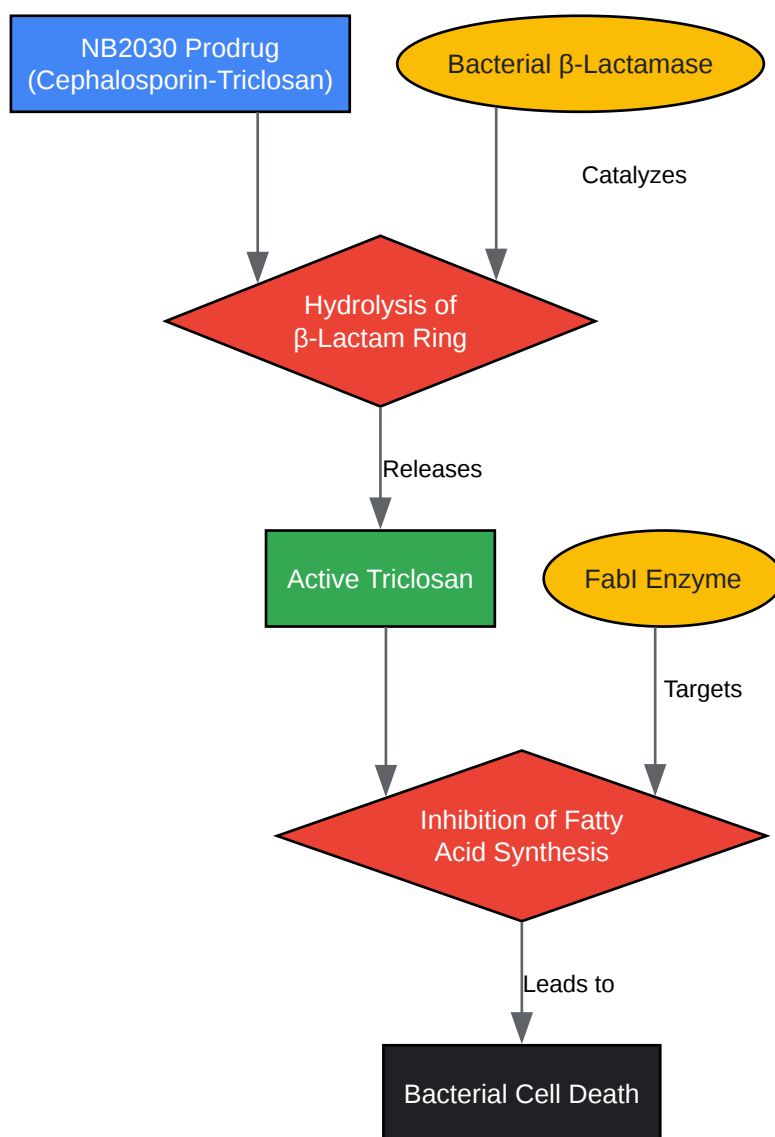 NB2030 Prodrug
(Cephalosporin-Triclosan)
Bacterial β-Lactamase
Catalyzes
Hydrolysis of
β-Lactam Ring
Releases
Active Triclosan
FabI Enzyme
Targets
Inhibition of Fatty
Acid Synthesis
Leads to
Bacterial Cell Death